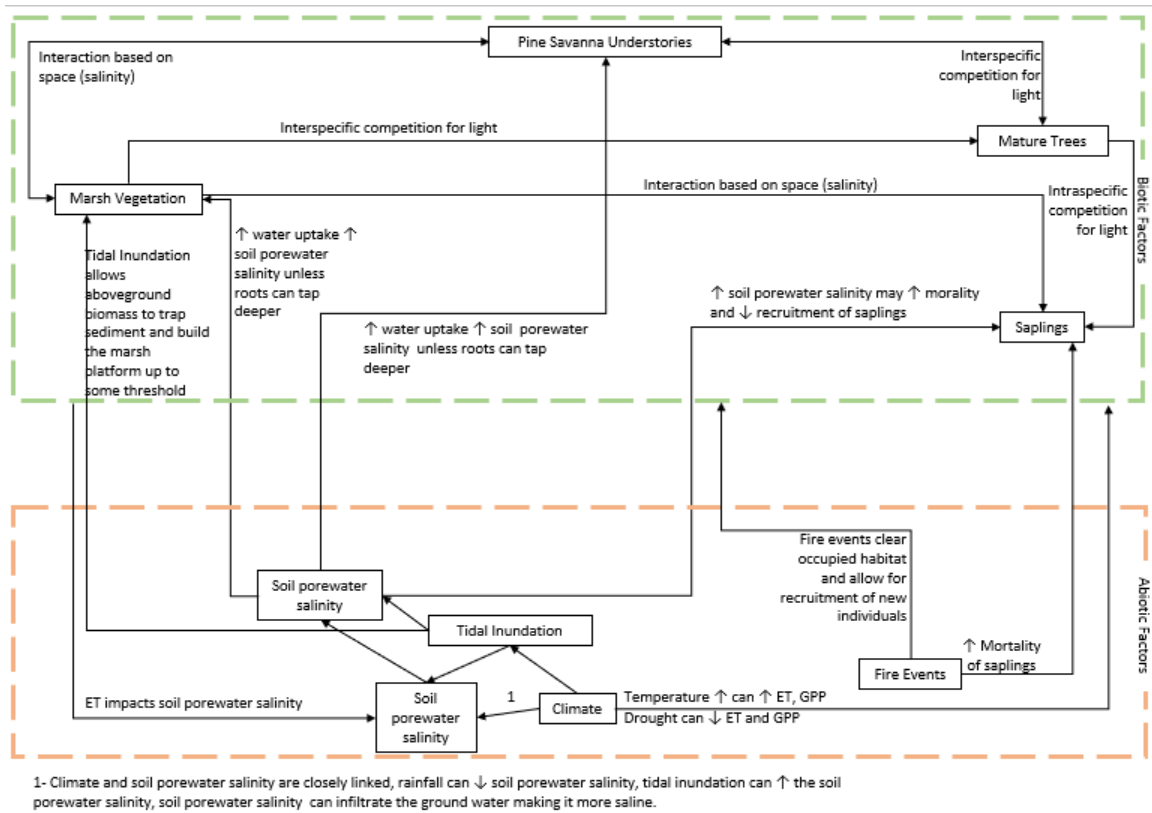 Pine Savanna Understories
Interaction based on
space (salinity)
Interspecific
competition for
light
Interspecific competition for light
Mature Trees
Marsh Vegetation
Interaction based on space (salinity)
Intraspecific
competition
for light
Biotic Factors
↑ water uptake ↑
soil porewater
salinity unless
roots can tap
deeper
Tidal Inundation
allows
aboveground
biomass to trap
sediment and build
the marsh
platform up to
some threshold
↑ soil porewater salinity may ↑ morality
and ↓ recruitment of saplings
Saplings
↑ water uptake ↑ soil porewater
salinity unless roots can tap
deeper
Fire events clear
occupied habitat
and allow for
recruitment of new
individuals
Abiotic Factors
Soil porewater
salinity
Tidal Inundation
↑ Mortality
of saplings
Fire Events
ET impacts soil porewater salinity
Soil
porewater
salinity
1
Climate
Temperature ↑ can ↑ ET, GPP
Drought can ↓ ET and GPP
1- Climate and soil porewater salinity are closely linked, rainfall can ↓ soil porewater salinity, tidal inundation can ↑ the soil
porewater salinity, soil porewater salinity can infiltrate the ground water making it more saline.